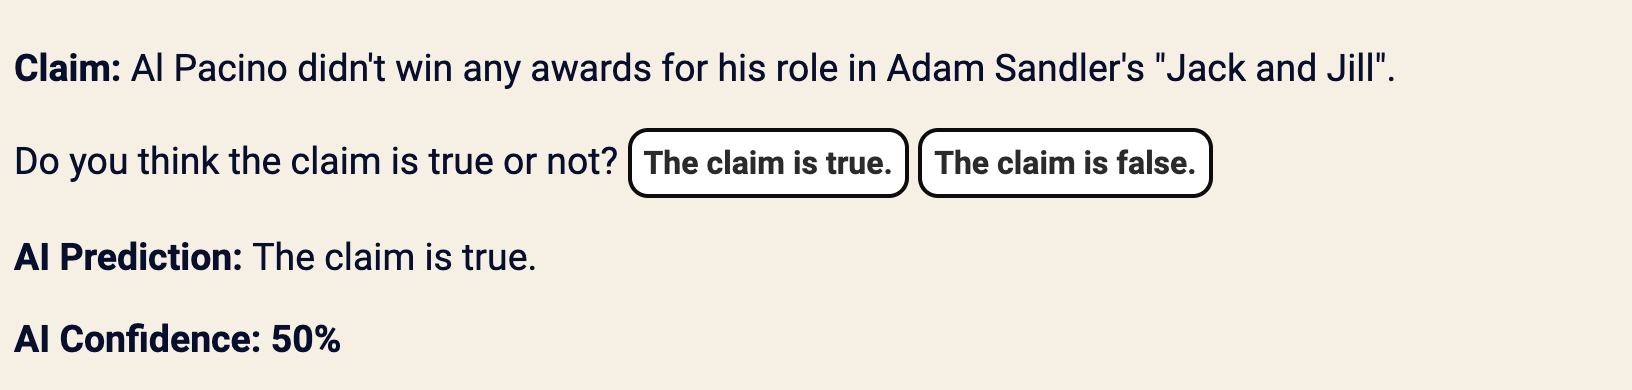 Claim: Al Pacino didn't win any awards for his role in Adam Sandler's "Jack and Jill".
Do you think the claim is true or not? The claim is true. The claim is false.
AI Prediction: The claim is true.
AI Confidence: 50%